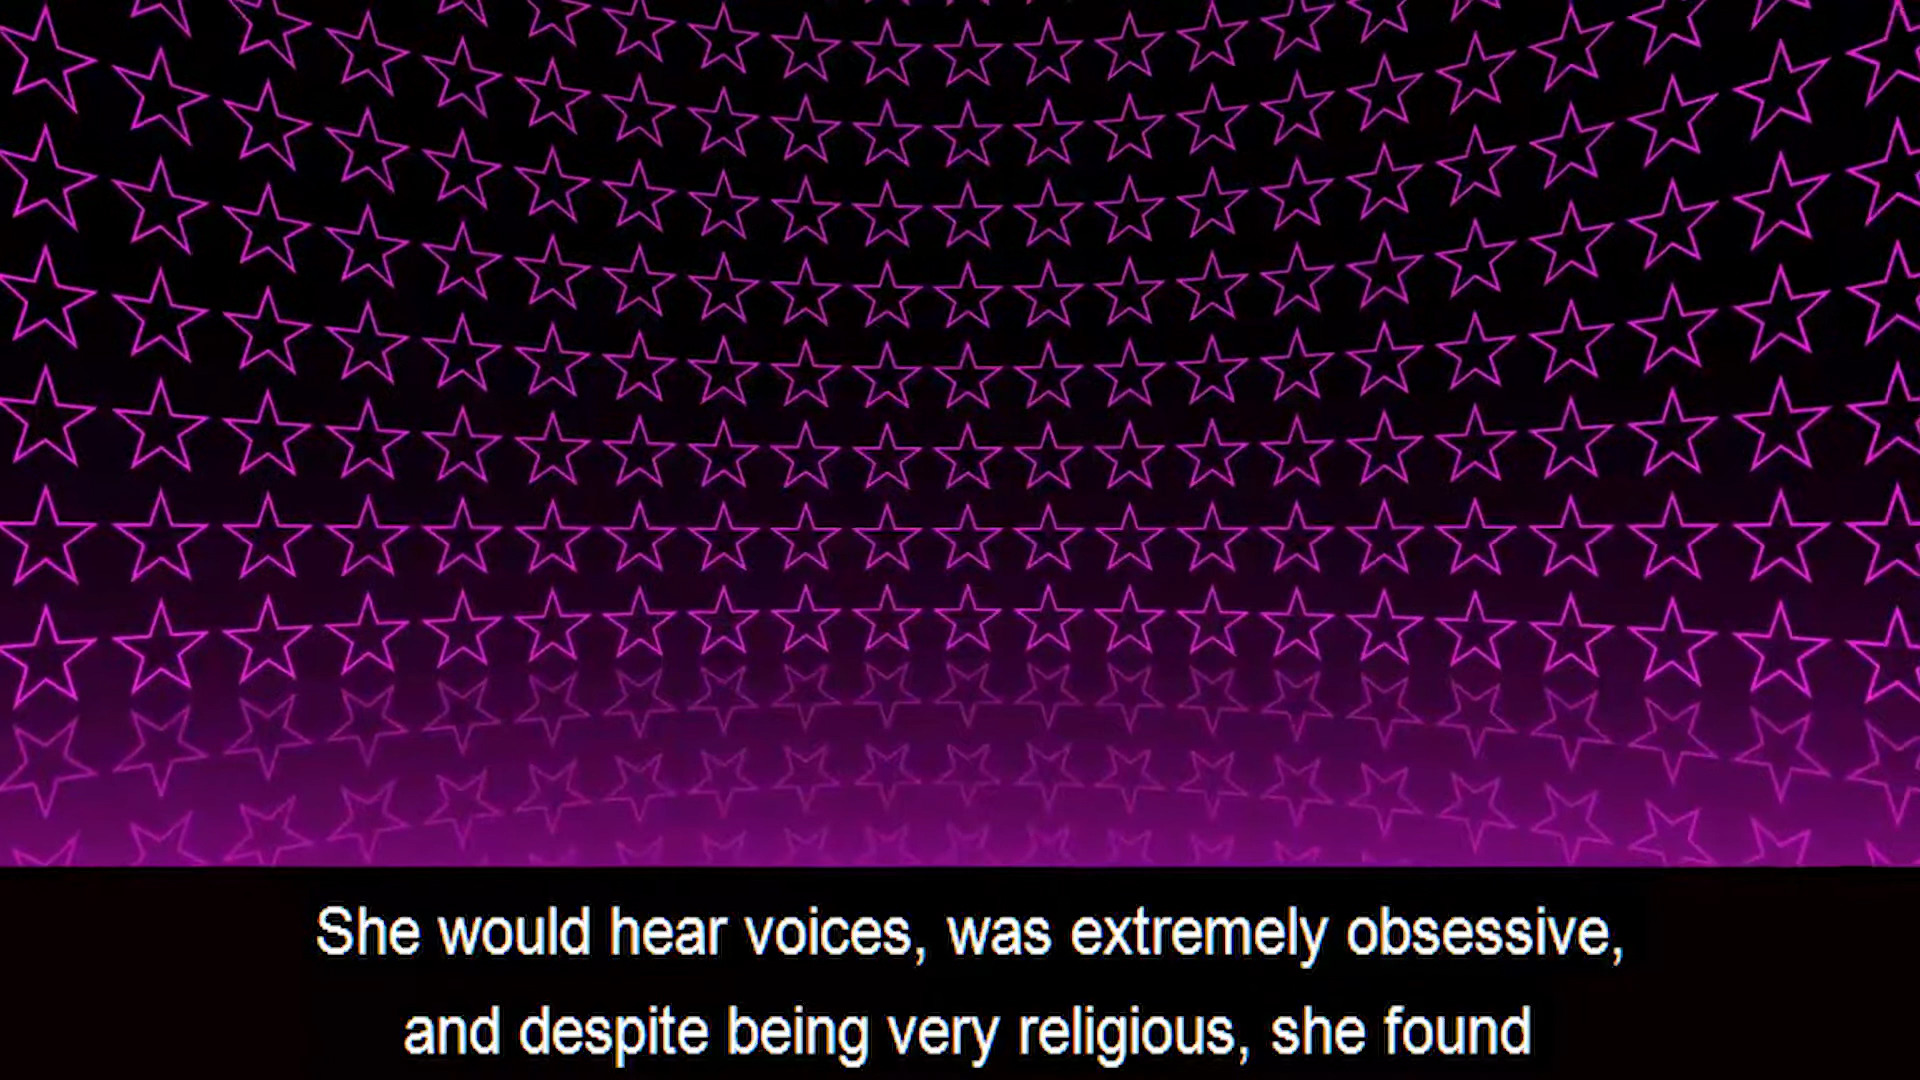 She would hear voices, was extremely obsessive,
and despite being very religious, she found